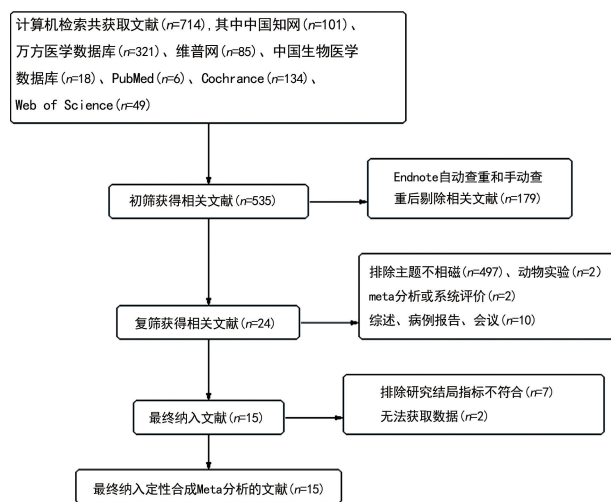 计算机检索共获取文献(n=714),其中中国知网(n=101)、
万方医学数据库(n=321)、维普网(n=85)、中国生物医学
数据库(n=18)、PubMed(n=6)、Cochrance(n=134)、
Web of Science(n=49)
Endnote自动查重和手动查
重后剔除相关文献(n=179)
初筛获得相关文献(n=535)
排除主题不相磁(n=497)、动物实验(n=2)
meta分析或系统评价(n=2)
综述、病例报告、会议(n=10)
复筛获得相关文献(n=24)
排除研究结局指标不符合(n=7)
无法获取数据(n=2)
最终纳入文献(n=15)
最终纳入定性合成Meta分析的文献(n=15)